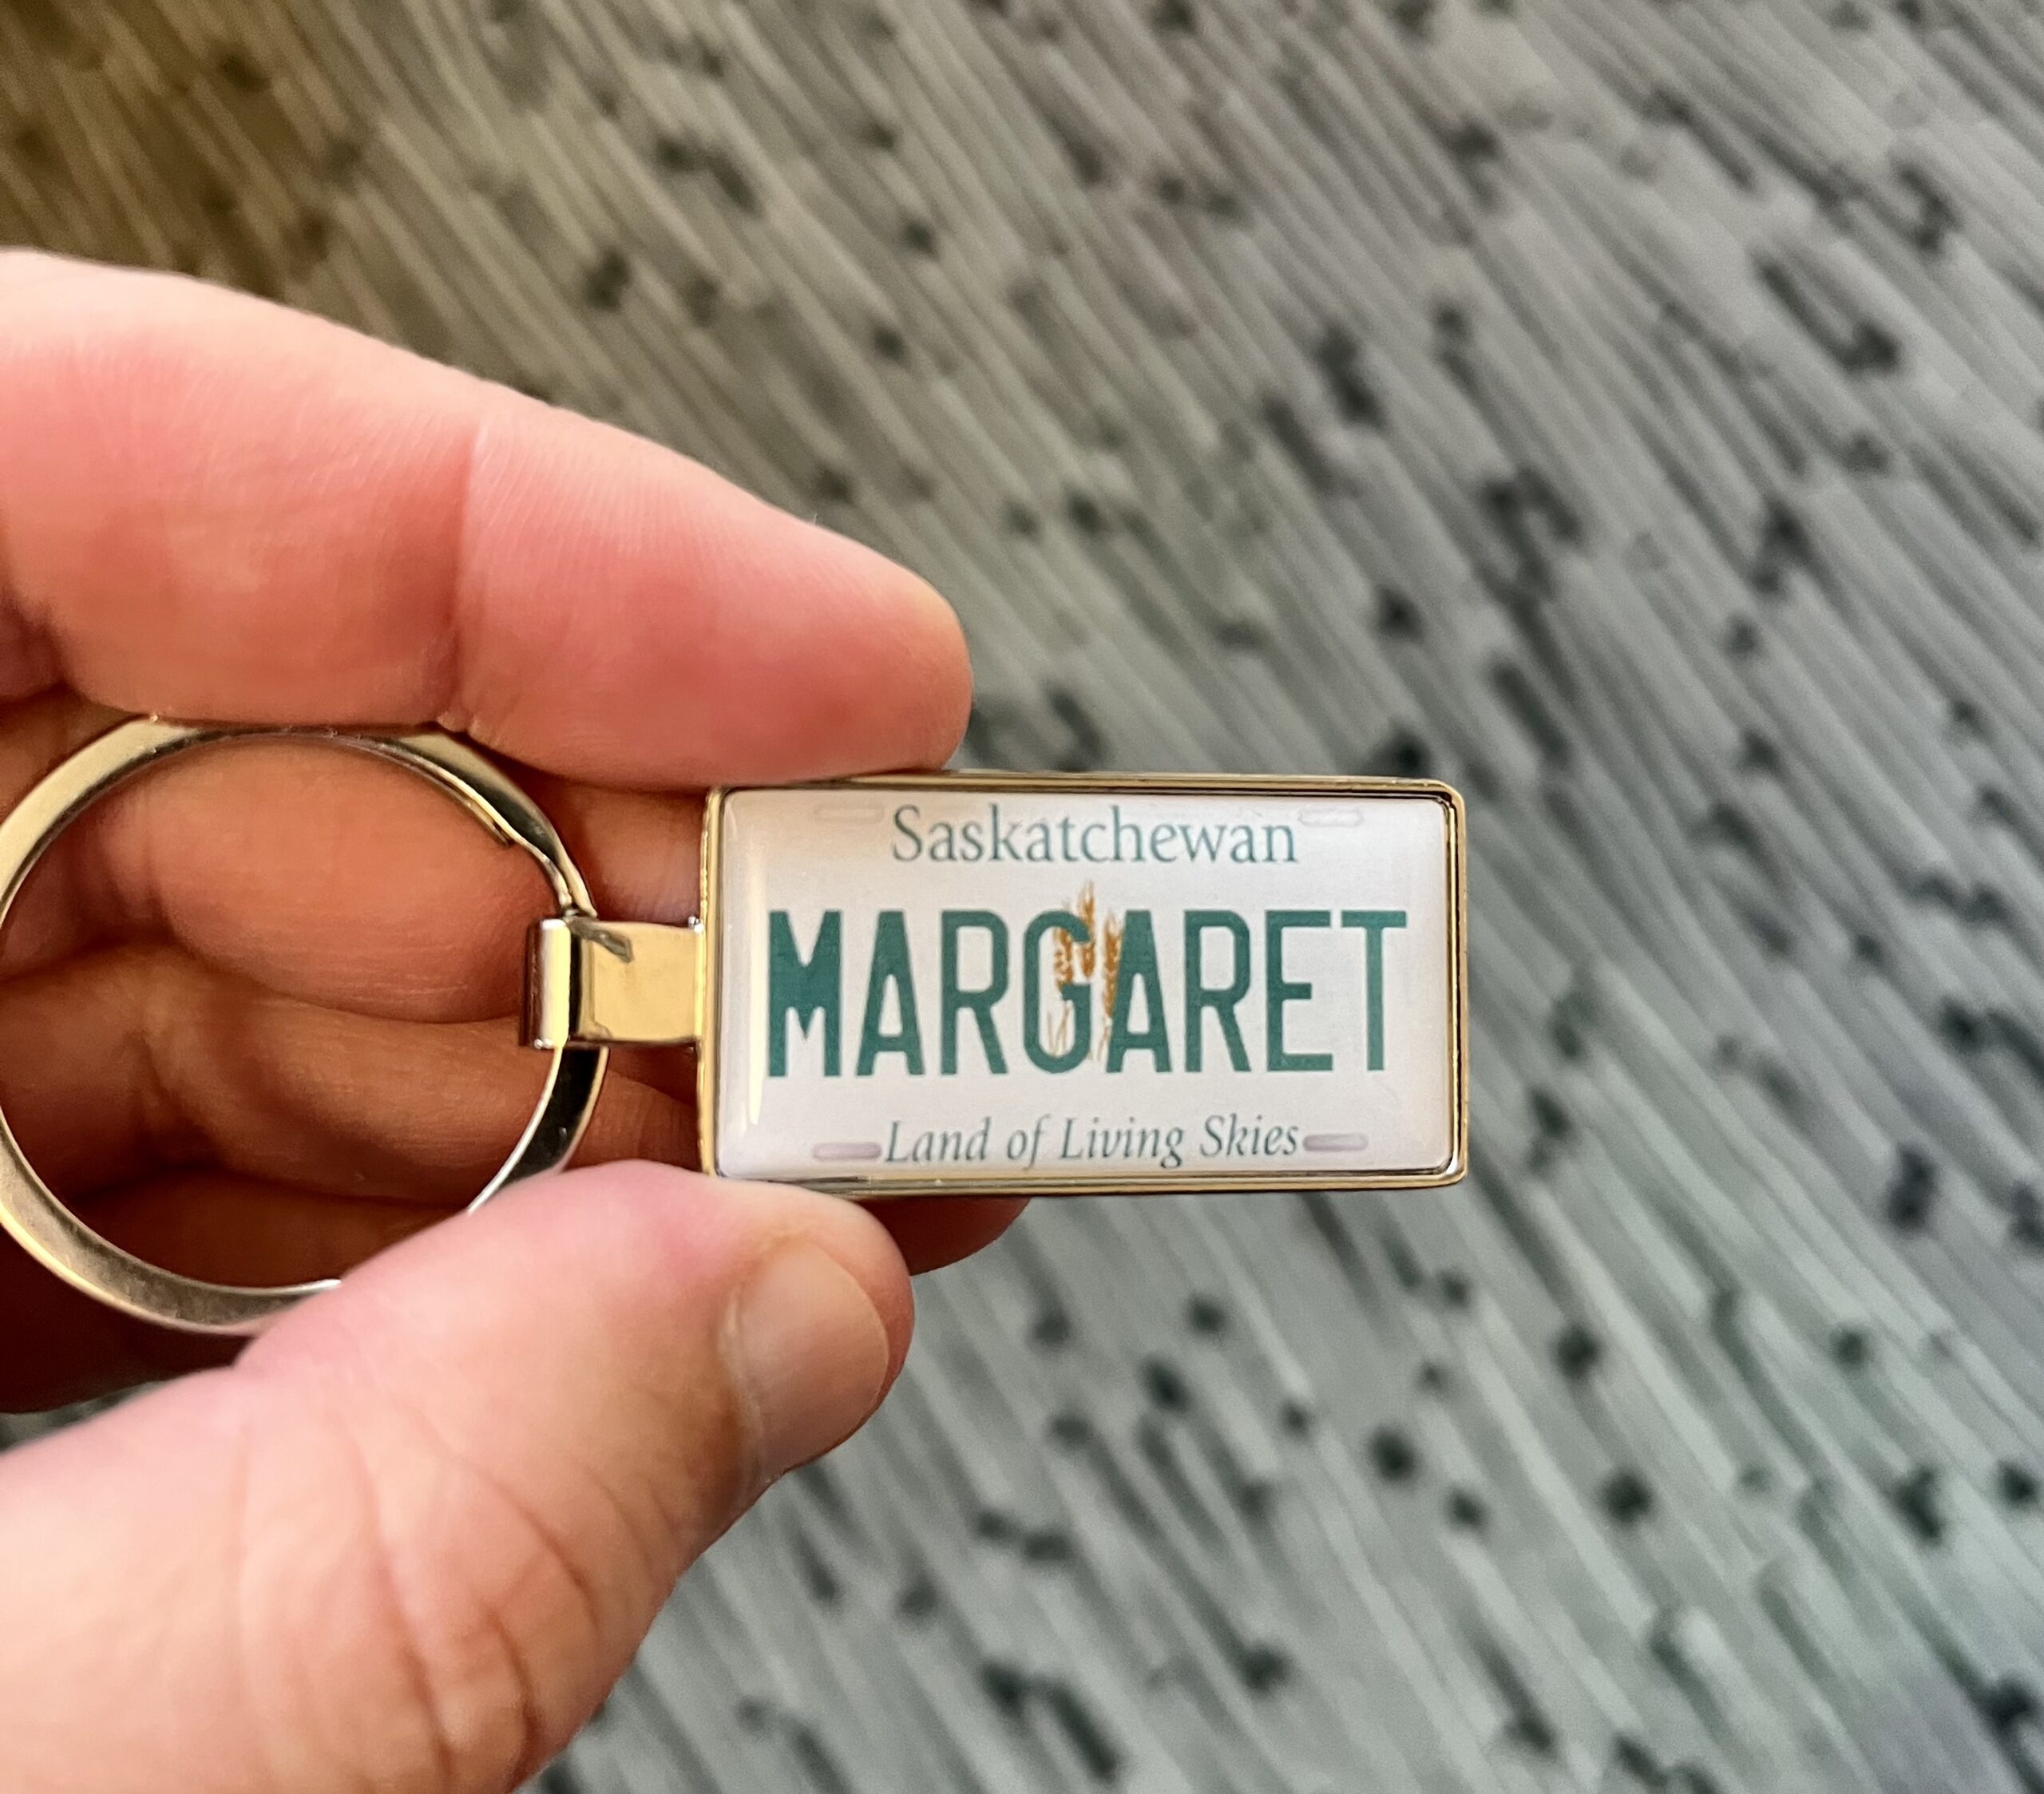 Saskatchewan
MARGARET
Land of Living Skies